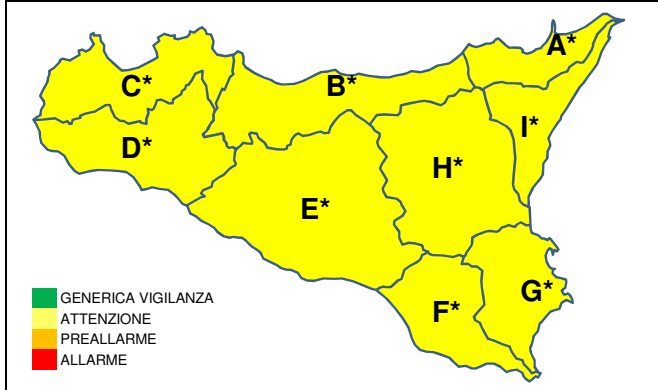 A*
C*
B*
I*
D*
H*
E*
G*
F*
GENERICA VIGILANZA
ATTENZIONE
PREALLARME
ALLARME